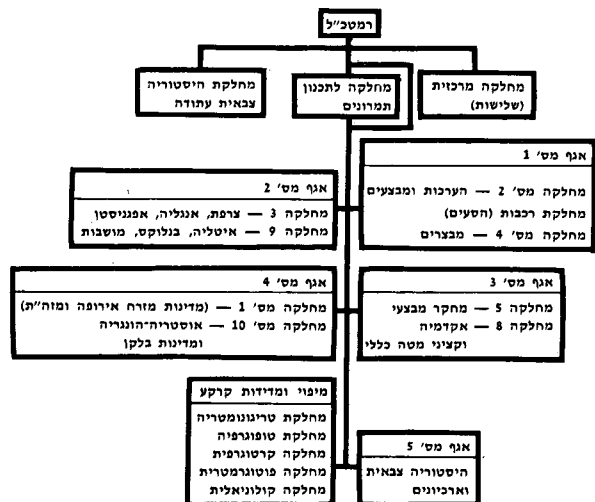 רמטכ"ל
מחלקה מרכזית
(שלישות)
מחלקה לתכנון
תמרונים
מחלקת היסטוריה
צבאית עתודה
אגף מס' 1
מחלקה מס' 2 — הערכות ומבצעים
מחלקת רכבות (הסעים)
מחלקה מס' 4 — מבצרים
אגף מס' 2
מחלקה 3 — צרפת, אנגליה, אפגניסטן
מחלקה 9 — איטליה, בנלוקס, מושבות
אגף מס' 3
מחלקה 5 — מחקר מבצעי
מחלקה 8 — אקדמיה
וקציני מטה כללי
אגף מס' 4
מחלקה מס' 1 — (מדינות מזרח אירופה ומזה"ת)
מחלקה מס' 10 — אוסטריה־הונגריה
ומדינות בלקן
אגף מס' 5
היסטוריה צבאית
וארכיונים
מיפוי ומדידות קרקע
מחלקת טריגונומטריה
מחלקת טופוגרפיה
מחלקה קרטוגרפית
מחלקה פוטוגרמטרית
מחלקה קולוניאלית